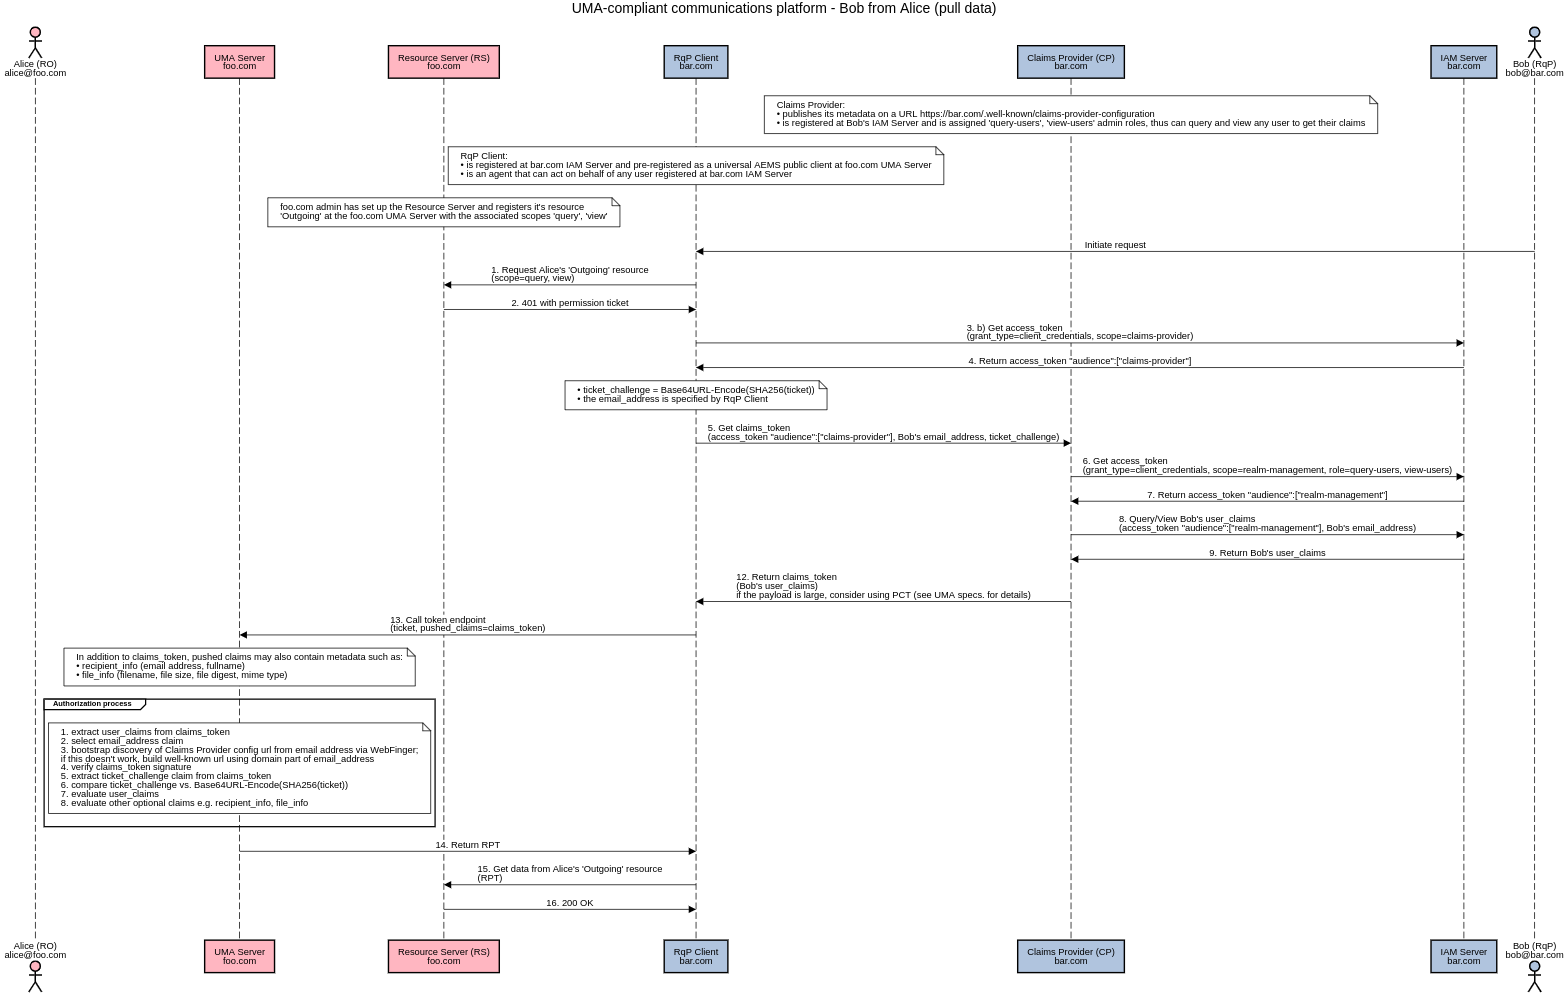 UMA-compliant communications platform - Bob from Alice (pull data)
Alice (RO)
alice@foo.com
UMA Server
foo.com
Resource Server (RS)
foo.com
RqP Client
bar.com
Claims Provider (CP)
bar.com
IAM Server
bar.com
Bob (RqP)
bob@bar.com
Claims Provider:
• publishes its metadata on a URL https://bar.com/.well-known/claims-provider-configuration
• is registered at Bob's IAM Server and is assigned 'query-users', 'view-users' admin roles, thus can query and view any user to get their claims
RqP Client:
• is registered at bar.com IAM Server and pre-registered as a universal AEMS public client at foo.com UMA Server
• is an agent that can act on behalf of any user registered at bar.com IAM Server
foo.com admin has set up the Resource Server and registers it's resource
'Outgoing' at the foo.com UMA Server with the associated scopes 'query', 'view'
Initiate request
1. Request Alice's 'Outgoing' resource
(scope=query, view)
2. 401 with permission ticket
3. b) Get access_token
(grant_type=client_credentials, scope=claims-provider)
4. Return access_token "audience":["claims-provider"]
• ticket_challenge = Base64URL-Encode(SHA256(ticket))
• the email_address is specified by RqP Client
5. Get claims_token
(access_token "audience":["claims-provider"], Bob's email_address, ticket_challenge)
6. Get access_token
(grant_type=client_credentials, scope=realm-management, role=query-users, view-users)
7. Return access_token "audience":["realm-management"]
8. Query/View Bob's user_claims
(access_token "audience":["realm-management"], Bob's email_address)
9. Return Bob's user_claims
12. Return claims_token
(Bob's user_claims)
if the payload is large, consider using PCT (see UMA specs. for details)
13. Call token endpoint
(ticket, pushed_claims=claims_token)
In addition to claims_token, pushed claims may also contain metadata such as:
• recipient_info (email address, fullname)
• file_info (filename, file size, file digest, mime type)
Authorization process
1. extract user_claims from claims_token
2. select email_address claim
3. bootstrap discovery of Claims Provider config url from email address via WebFinger;
if this doesn't work, build well-known url using domain part of email_address
4. verify claims_token signature
5. extract ticket_challenge claim from claims_token
6. compare ticket_challenge vs. Base64URL-Encode(SHA256(ticket))
7. evaluate user_claims
8. evaluate other optional claims e.g. recipient_info, file_info
14. Return RPT
15. Get data from Alice's 'Outgoing' resource
(RPT)
16. 200 OK
Alice (RO)
alice@foo.com
UMA Server
foo.com
Resource Server (RS)
foo.com
RqP Client
bar.com
Claims Provider (CP)
bar.com
IAM Server
bar.com
Bob (RqP)
bob@bar.com